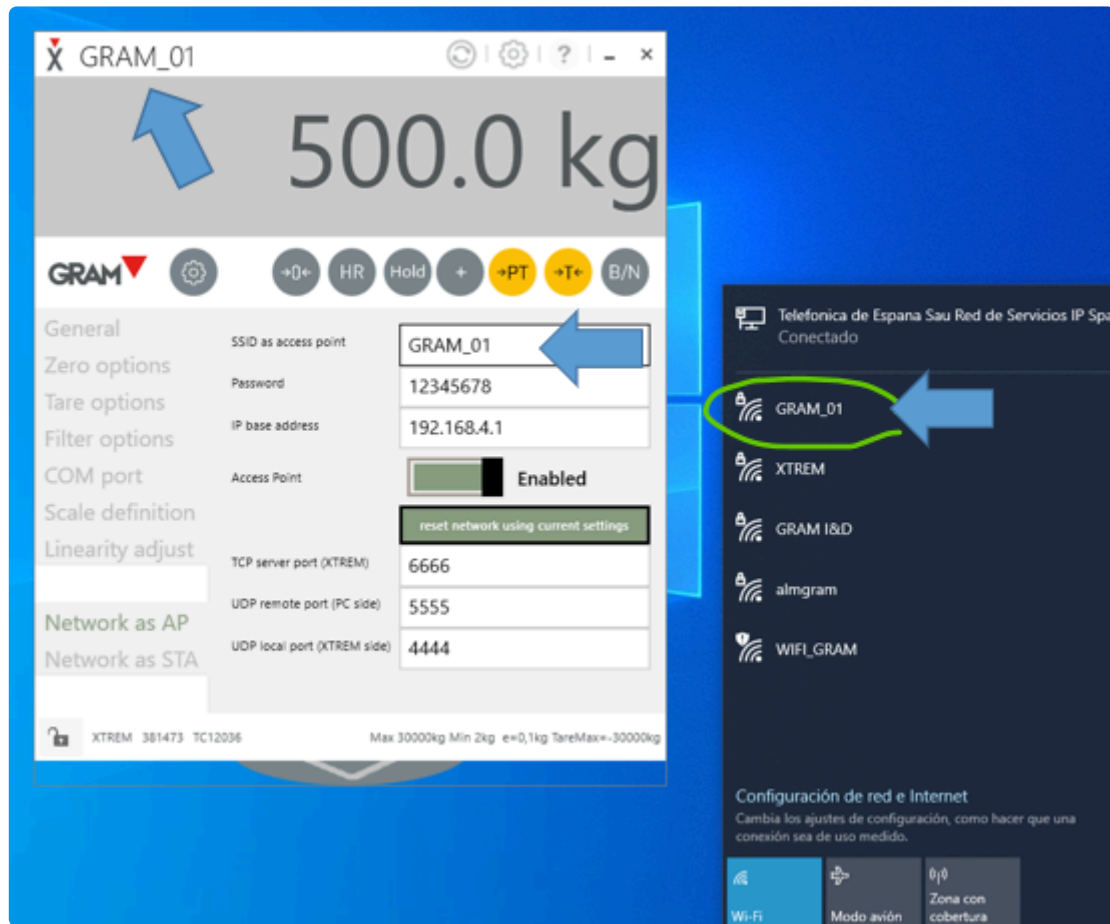 GRAM_01
?
500.0 kg
GRAM
→0← HR Hold + →PT →T← B/N
General
Zero options
Tare options
Filter options
COM port
Scale definition
Linearity adjust
Network as AP
Network as STA
SSID as access point GRAM_01
Password 12345678
IP base address 192.168.4.1
Access Point Enabled
reset network using current settings
TCP server port (XTREM) 6666
UDP remote port (PC side) 5555
UDP local port (XTREM side) 4444
XTREM 381473 TC12036 Max 30000kg Min 2kg e=0,1kg TareMax=-30000kg
Telefonica de Espana Sau Red de Servicios IP Spa
Conectado
GRAM_01
XTREM
GRAM I&D
almgram
WIFI_GRAM
Configuración de red e Internet
Cambia los ajustes de configuración, como hacer que una
conexión sea de uso medido.
Wi-Fi
Modo avión
Zona con
cobertura